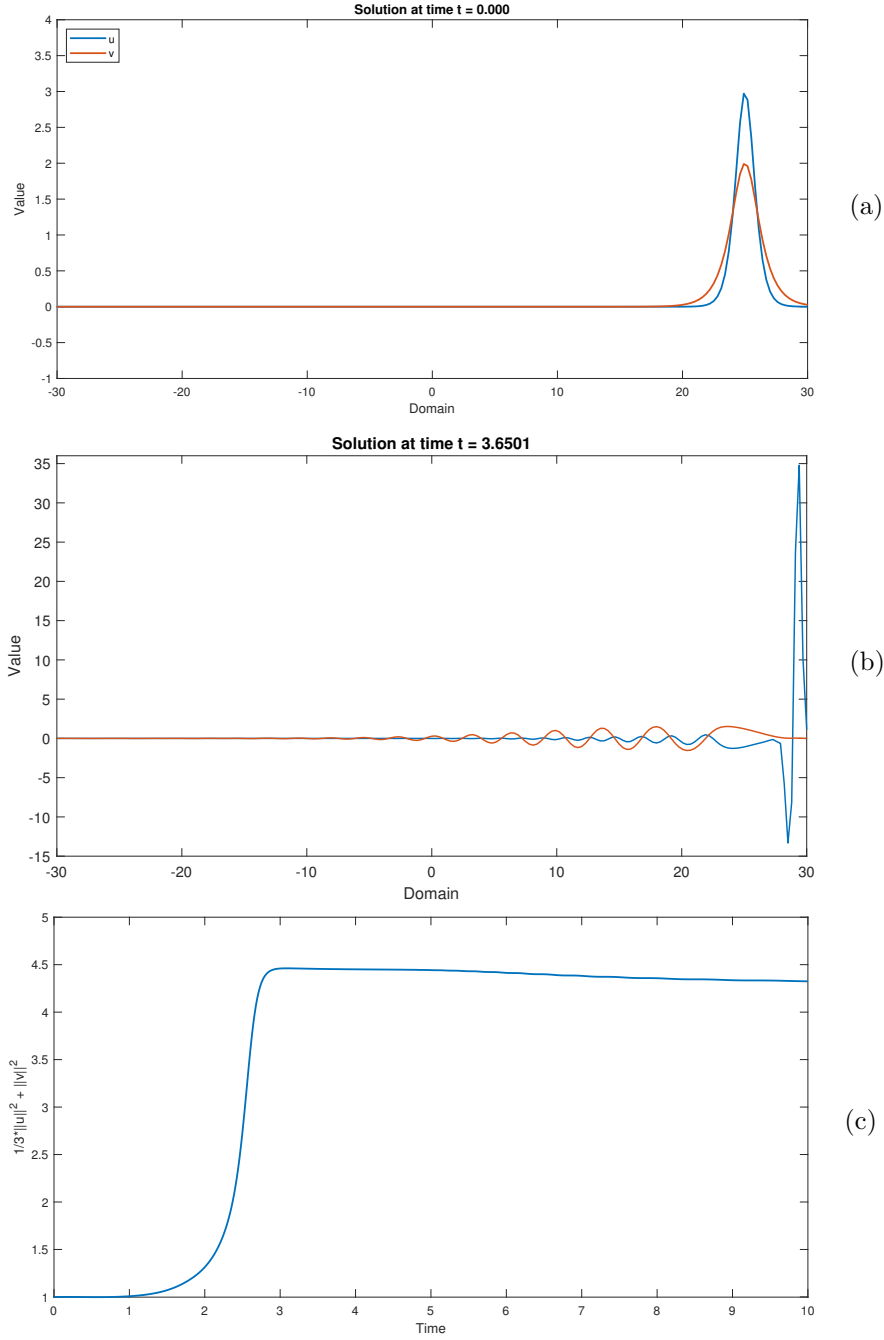 Solution at time t = 0.000
4
3.5
3
2.5
2
1.5
1
0.5
0
-0.5
-1
u
v
Value
-30 -20 -10 0 10 20 30
Domain
(a)
Solution at time t = 3.6501
35
30
25
20
15
10
5
0
-5
-10
-15
Value
-30 -20 -10 0 10 20 30
Domain
(b)
5
4.5
4
3.5
3
2.5
2
1.5
1
1/3*||u||² + ||v||²
0 1 2 3 4 5 6 7 8 9 10
Time
(c)